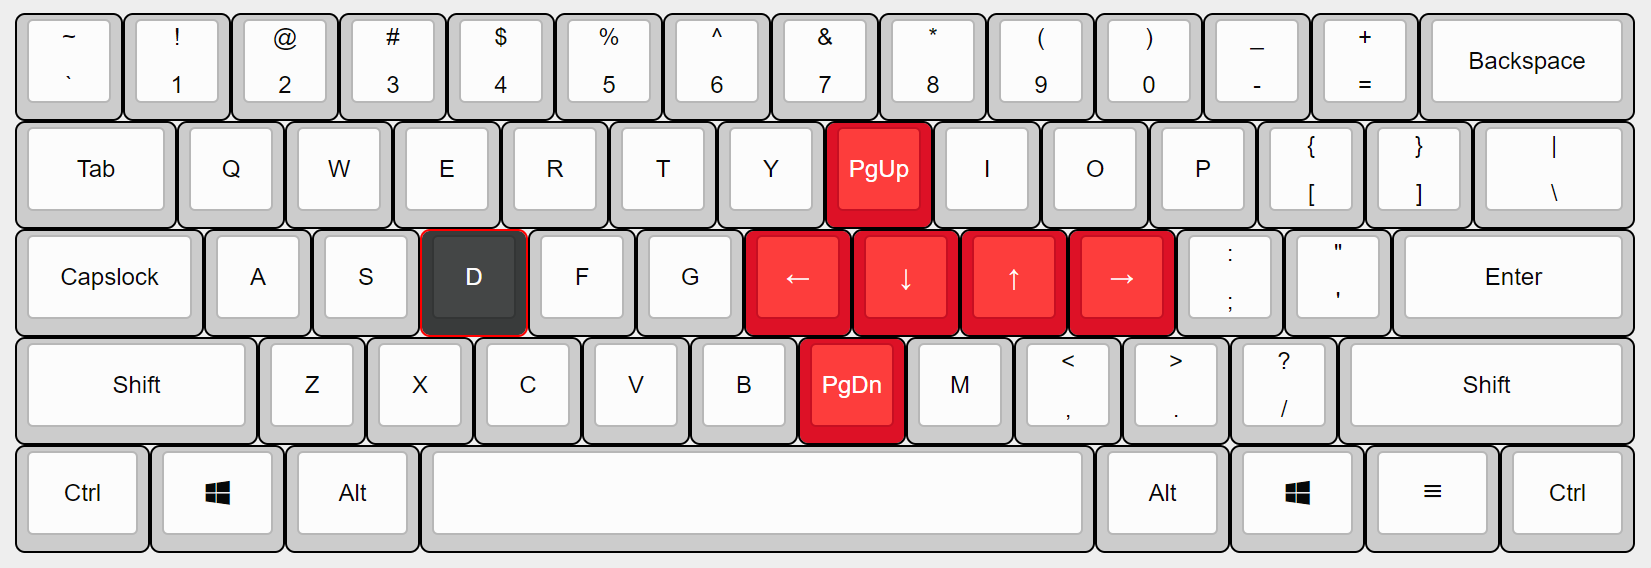 ~ ! @ # $ % ^ & * ( ) _ +
` 1 2 3 4 5 6 7 8 9 0 - = Backspace
Tab Q W E R T Y PgUp I O P { } |
[ ] \
Capslock A S D F G ← ↓ ↑ → : " Enter
; '
Shift Z X C V B PgDn M < > ? Shift
, . /
Ctrl Alt Alt ≡ Ctrl